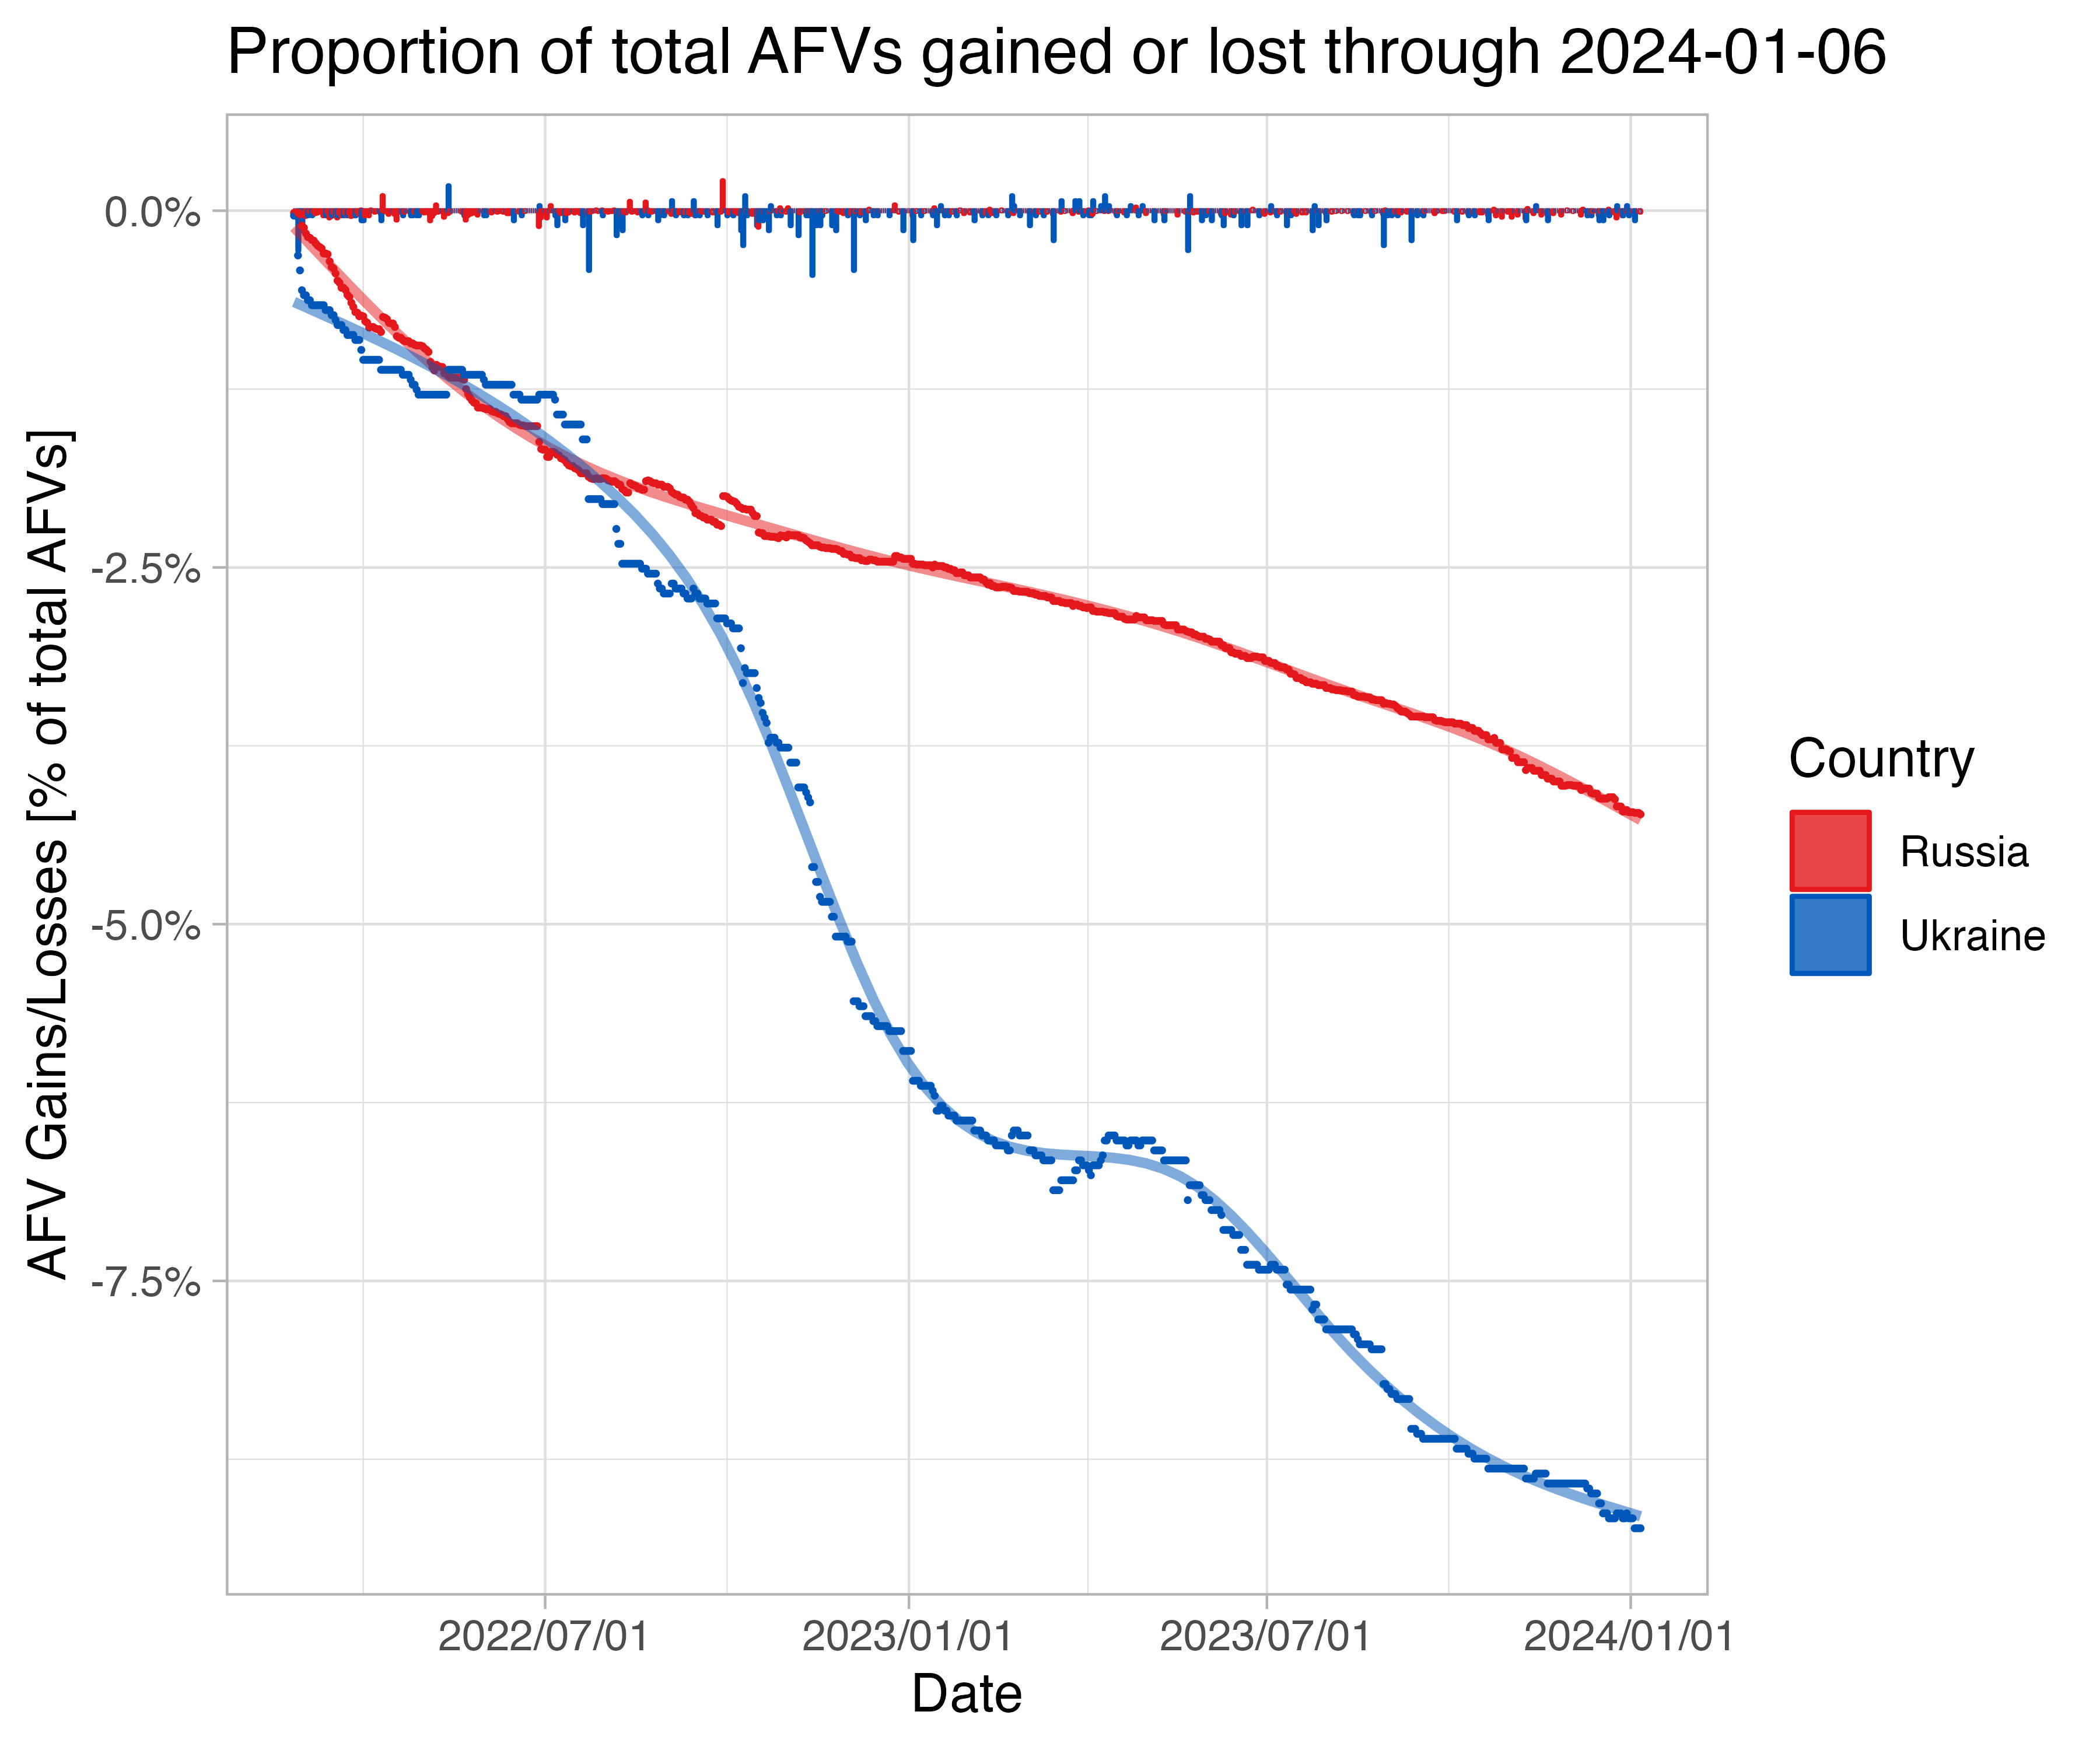 Proportion of total AFVs gained or lost through 2024-01-06
AFV Gains/Losses [% of total AFVs]
0.0%
-2.5%
-5.0%
-7.5%
2022/07/01
2023/01/01
2023/07/01
2024/01/01
Date
Country
Russia
Ukraine